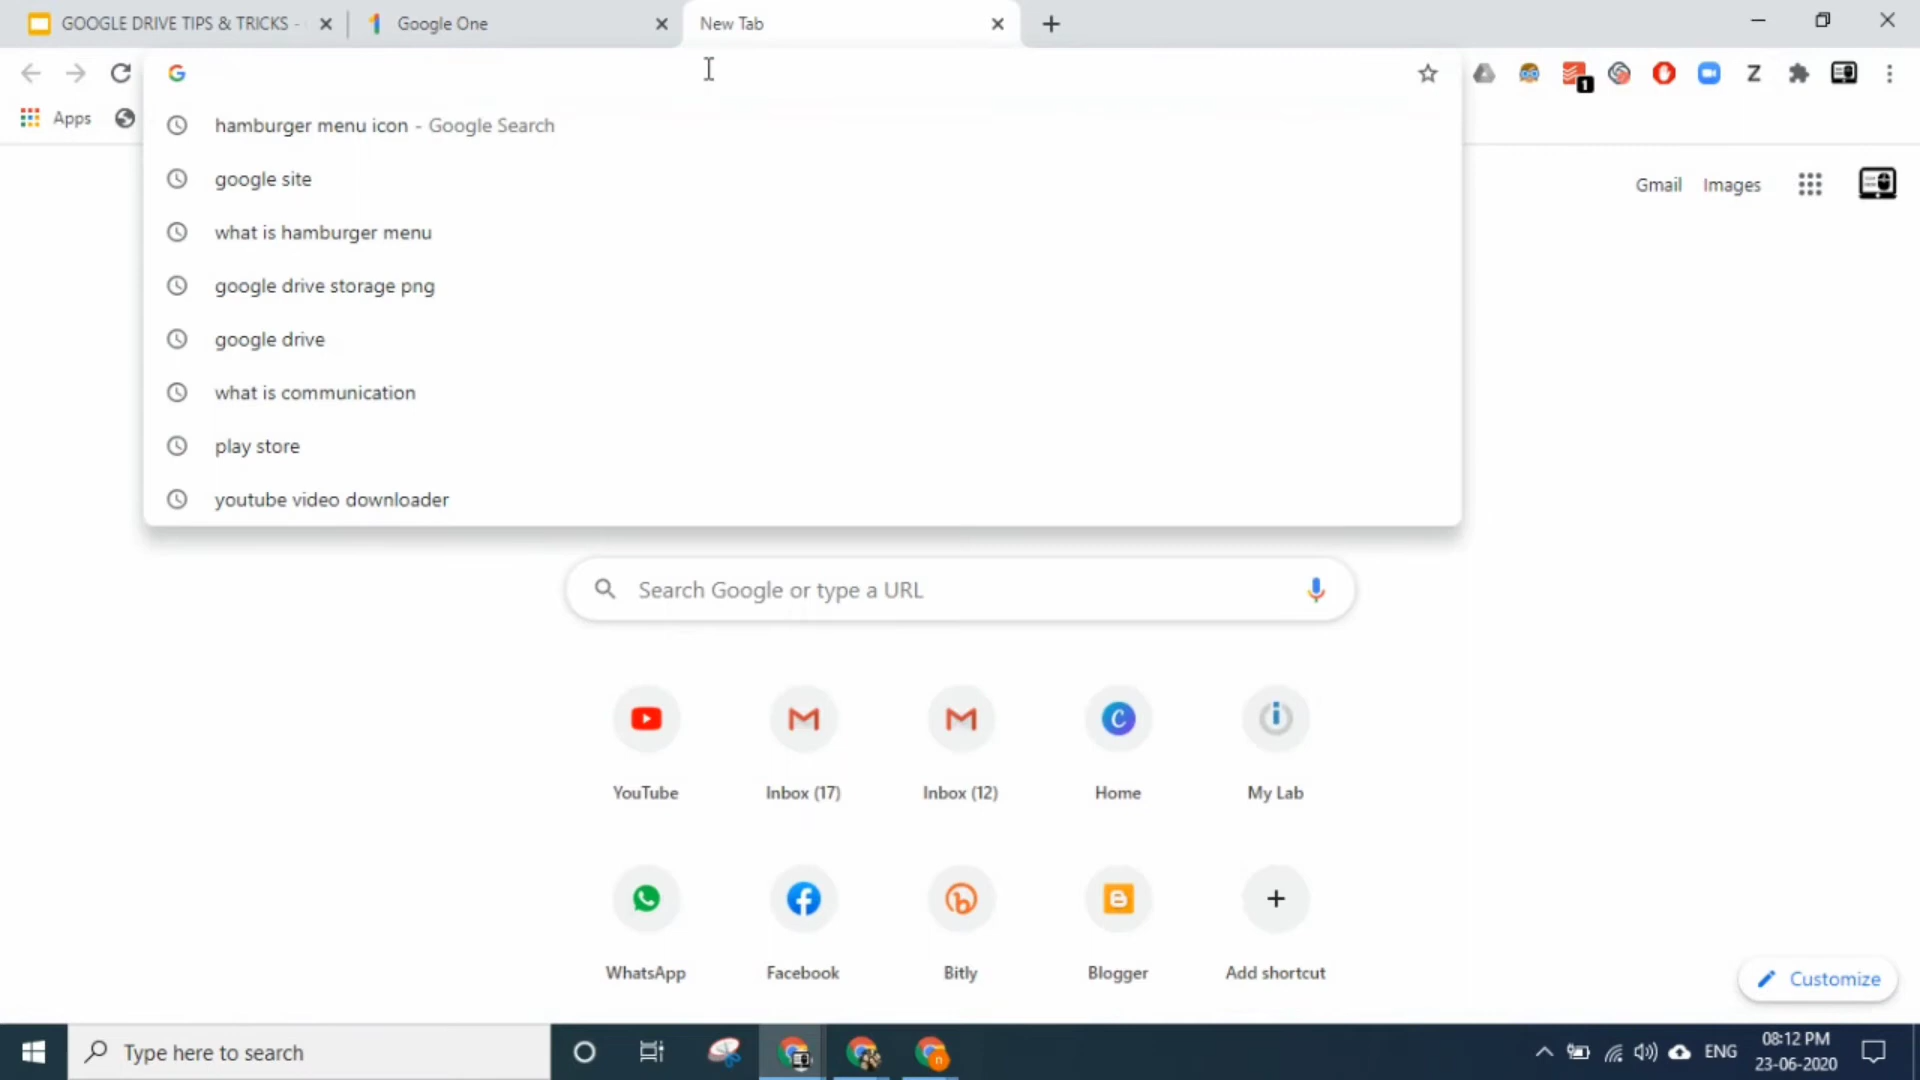 GOOGLE DRIVE TIPS & TRICKS -
Google One
New Tab
1
Apps
hamburger menu icon - Google Search
google site
what is hamburger menu
google drive storage png
google drive
what is communication
play store
youtube video downloader
Gmail
Images
Search Google or type a URL
YouTube
Inbox (17)
Inbox (12)
Home
My Lab
WhatsApp
Facebook
Bitly
Blogger
Add shortcut
Customize
Type here to search
ENG
08:12 PM
23-06-2020